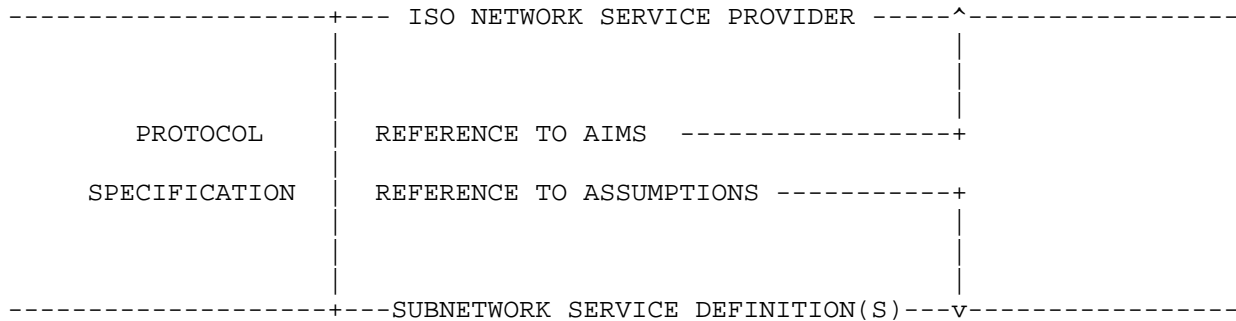 ISO NETWORK SERVICE PROVIDER
PROTOCOL REFERENCE TO AIMS
SPECIFICATION REFERENCE TO ASSUMPTIONS
SUBNETWORK SERVICE DEFINITION(S)